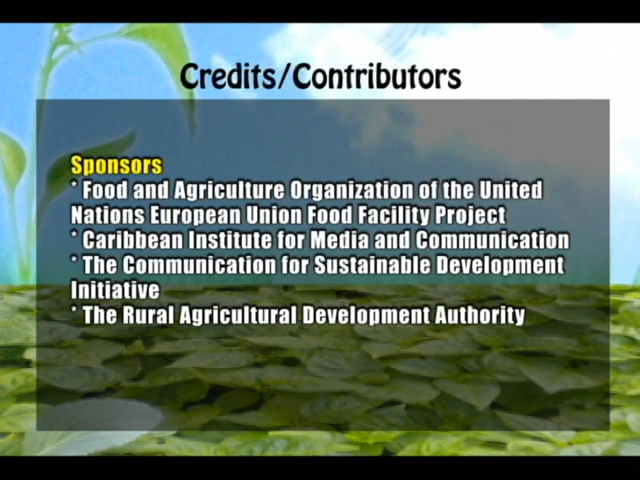 Credits/Contributors
Sponsors
* Food and Agriculture Organization of the United
Nations European Union Food Facility Project
* Caribbean Institute for Media and Communication
* The Communication for Sustainable Development
Initiative
* The Rural Agricultural Development Authority